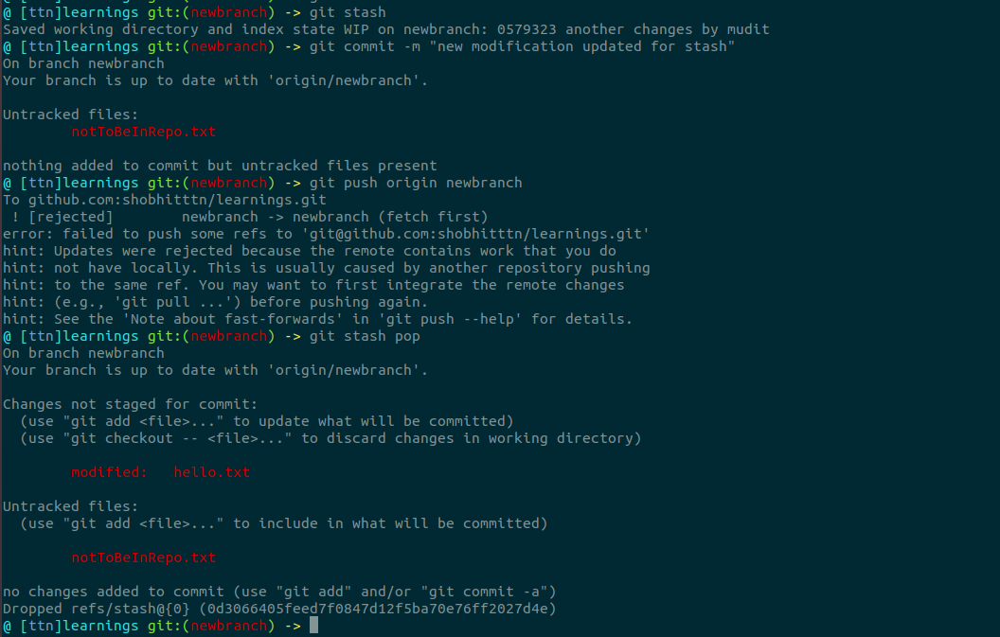 @ [ttn]learnings git:(newbranch) -> git stash
Saved working directory and index state WIP on newbranch: 0579323 another changes by mudit
@ [ttn]learnings git:(newbranch) -> git commit -m "new modification updated for stash"
On branch newbranch
Your branch is up to date with 'origin/newbranch'.
Untracked files:
notToBeInRepo.txt
nothing added to commit but untracked files present
@ [ttn]learnings git:(newbranch) -> git push origin newbranch
To github.com:shobhitttn/learnings.git
! [rejected] newbranch -> newbranch (fetch first)
error: failed to push some refs to 'git@github.com:shobhitttn/learnings.git'
hint: Updates were rejected because the remote contains work that you do
hint: not have locally. This is usually caused by another repository pushing
hint: to the same ref. You may want to first integrate the remote changes
hint: (e.g., 'git pull ...') before pushing again.
hint: See the 'Note about fast-forwards' in 'git push --help' for details.
@ [ttn]learnings git:(newbranch) -> git stash pop
On branch newbranch
Your branch is up to date with 'origin/newbranch'.
Changes not staged for commit:
(use "git add <file>..." to update what will be committed)
(use "git checkout -- <file>..." to discard changes in working directory)
modified: hello.txt
Untracked files:
(use "git add <file>..." to include in what will be committed)
notToBeInRepo.txt
no changes added to commit (use "git add" and/or "git commit -a")
Dropped refs/stash@{0} (0d3066405feed7f0847d12f5ba70e76ff2027d4e)
@ [ttn]learnings git:(newbranch) ->